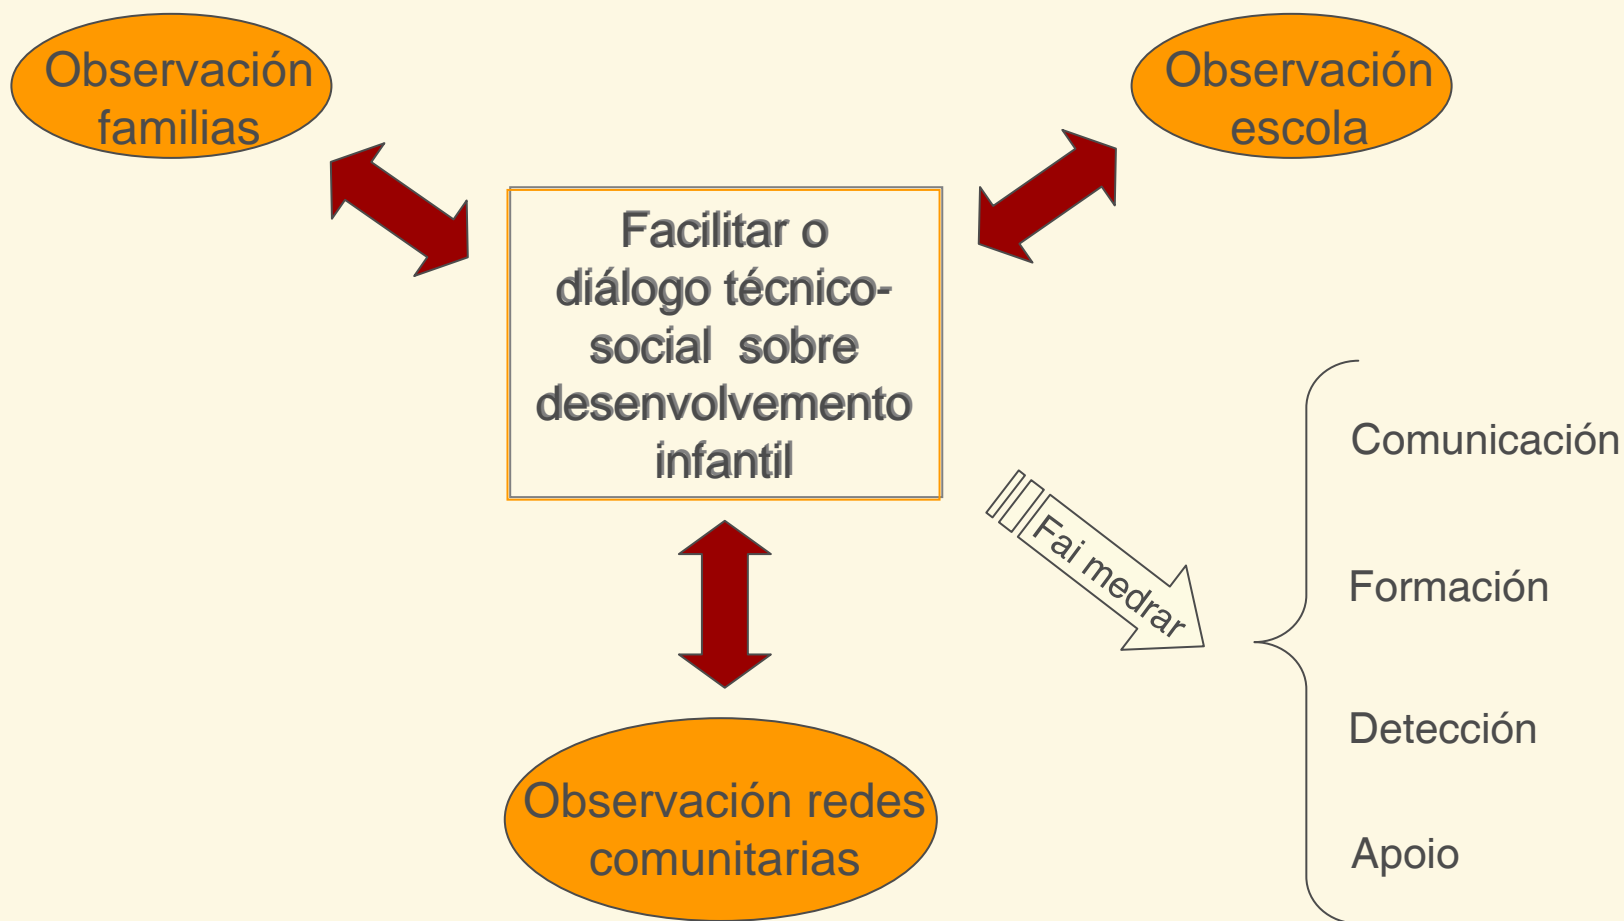 Observación
familias
Observación
escola
Facilitar o
diálogo técnico-
social sobre
desenvolvemento
infantil
Fai medrar
Comunicación
Formación
Detección
Apoio
Observación redes
comunitarias